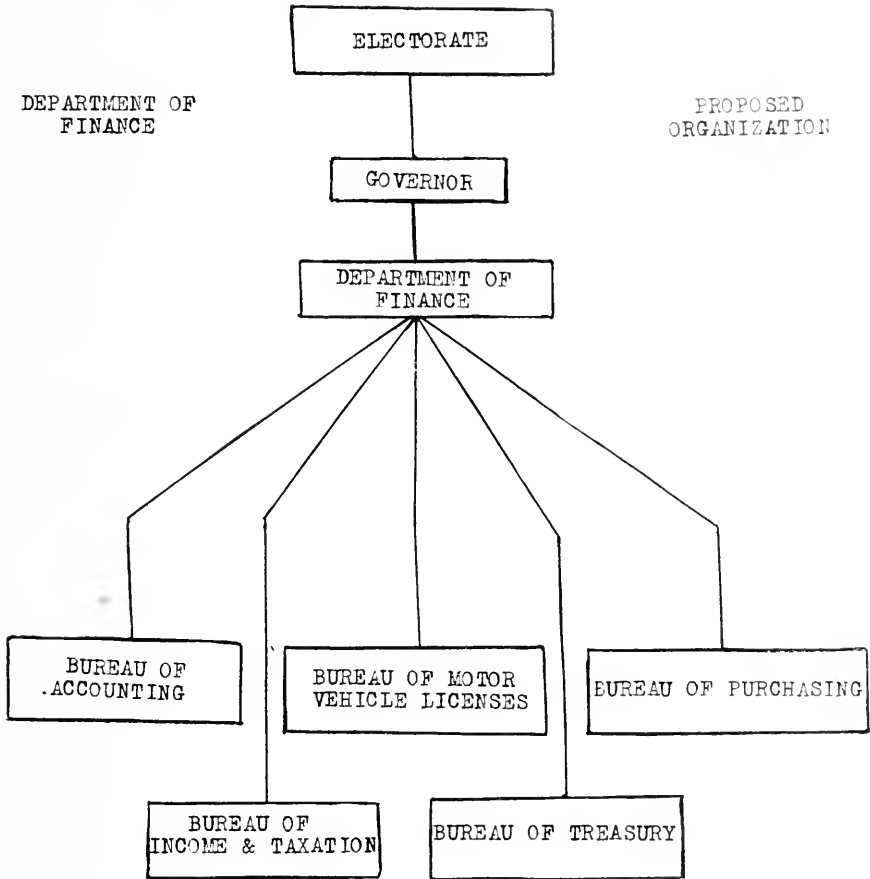 ELECTORATE
DEPARTMENT OF
FINANCE
PROPOSED
ORGANIZATION
GOVERNOR
DEPARTMENT OF
FINANCE
BUREAU OF
.ACCOUNTING
BUREAU OF MOTOR
VEHICLE LICENSES
BUREAU OF PURCHASING
BUREAU OF
INCOME & TAXATION
BUREAU OF TREASURY